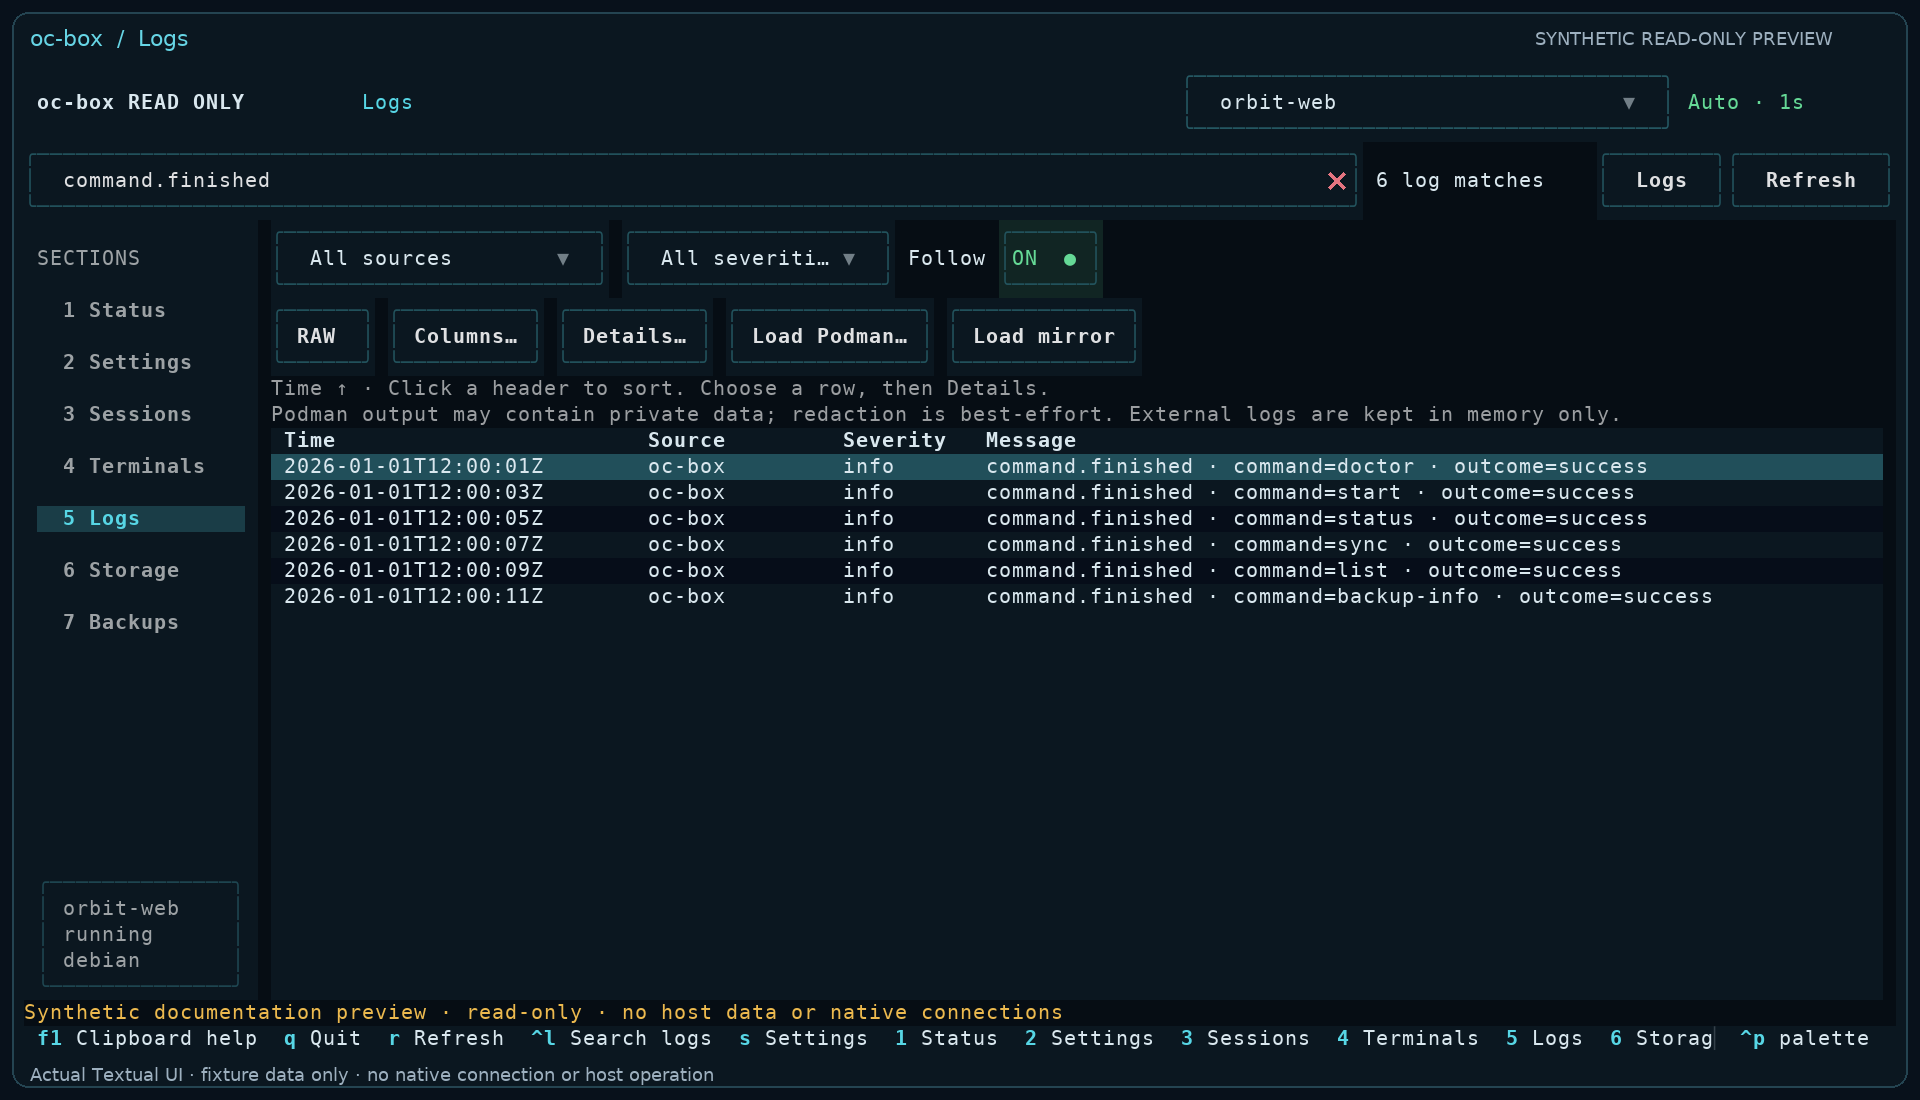 oc-box / Logs
SYNTHETIC READ-ONLY PREVIEW
oc-box READ ONLY Logs orbit-web ▼ Auto · 1s
command.finished ✕ 6 log matches Logs Refresh
SECTIONS
1 Status
2 Settings
3 Sessions
4 Terminals
5 Logs
6 Storage
7 Backups
orbit-web
running
debian
All sources ▼ All severiti… ▼ Follow ON ●
RAW Columns… Details… Load Podman… Load mirror
Time ↑ · Click a header to sort. Choose a row, then Details.
Podman output may contain private data; redaction is best-effort. External logs are kept in memory only.
Time Source Severity Message
2026-01-01T12:00:01Z oc-box info command.finished · command=doctor · outcome=success
2026-01-01T12:00:03Z oc-box info command.finished · command=start · outcome=success
2026-01-01T12:00:05Z oc-box info command.finished · command=status · outcome=success
2026-01-01T12:00:07Z oc-box info command.finished · command=sync · outcome=success
2026-01-01T12:00:09Z oc-box info command.finished · command=list · outcome=success
2026-01-01T12:00:11Z oc-box info command.finished · command=backup-info · outcome=success
Synthetic documentation preview · read-only · no host data or native connections
f1 Clipboard help q Quit r Refresh ^l Search logs s Settings 1 Status 2 Settings 3 Sessions 4 Terminals 5 Logs 6 Storag ^p palette
Actual Textual UI · fixture data only · no native connection or host operation